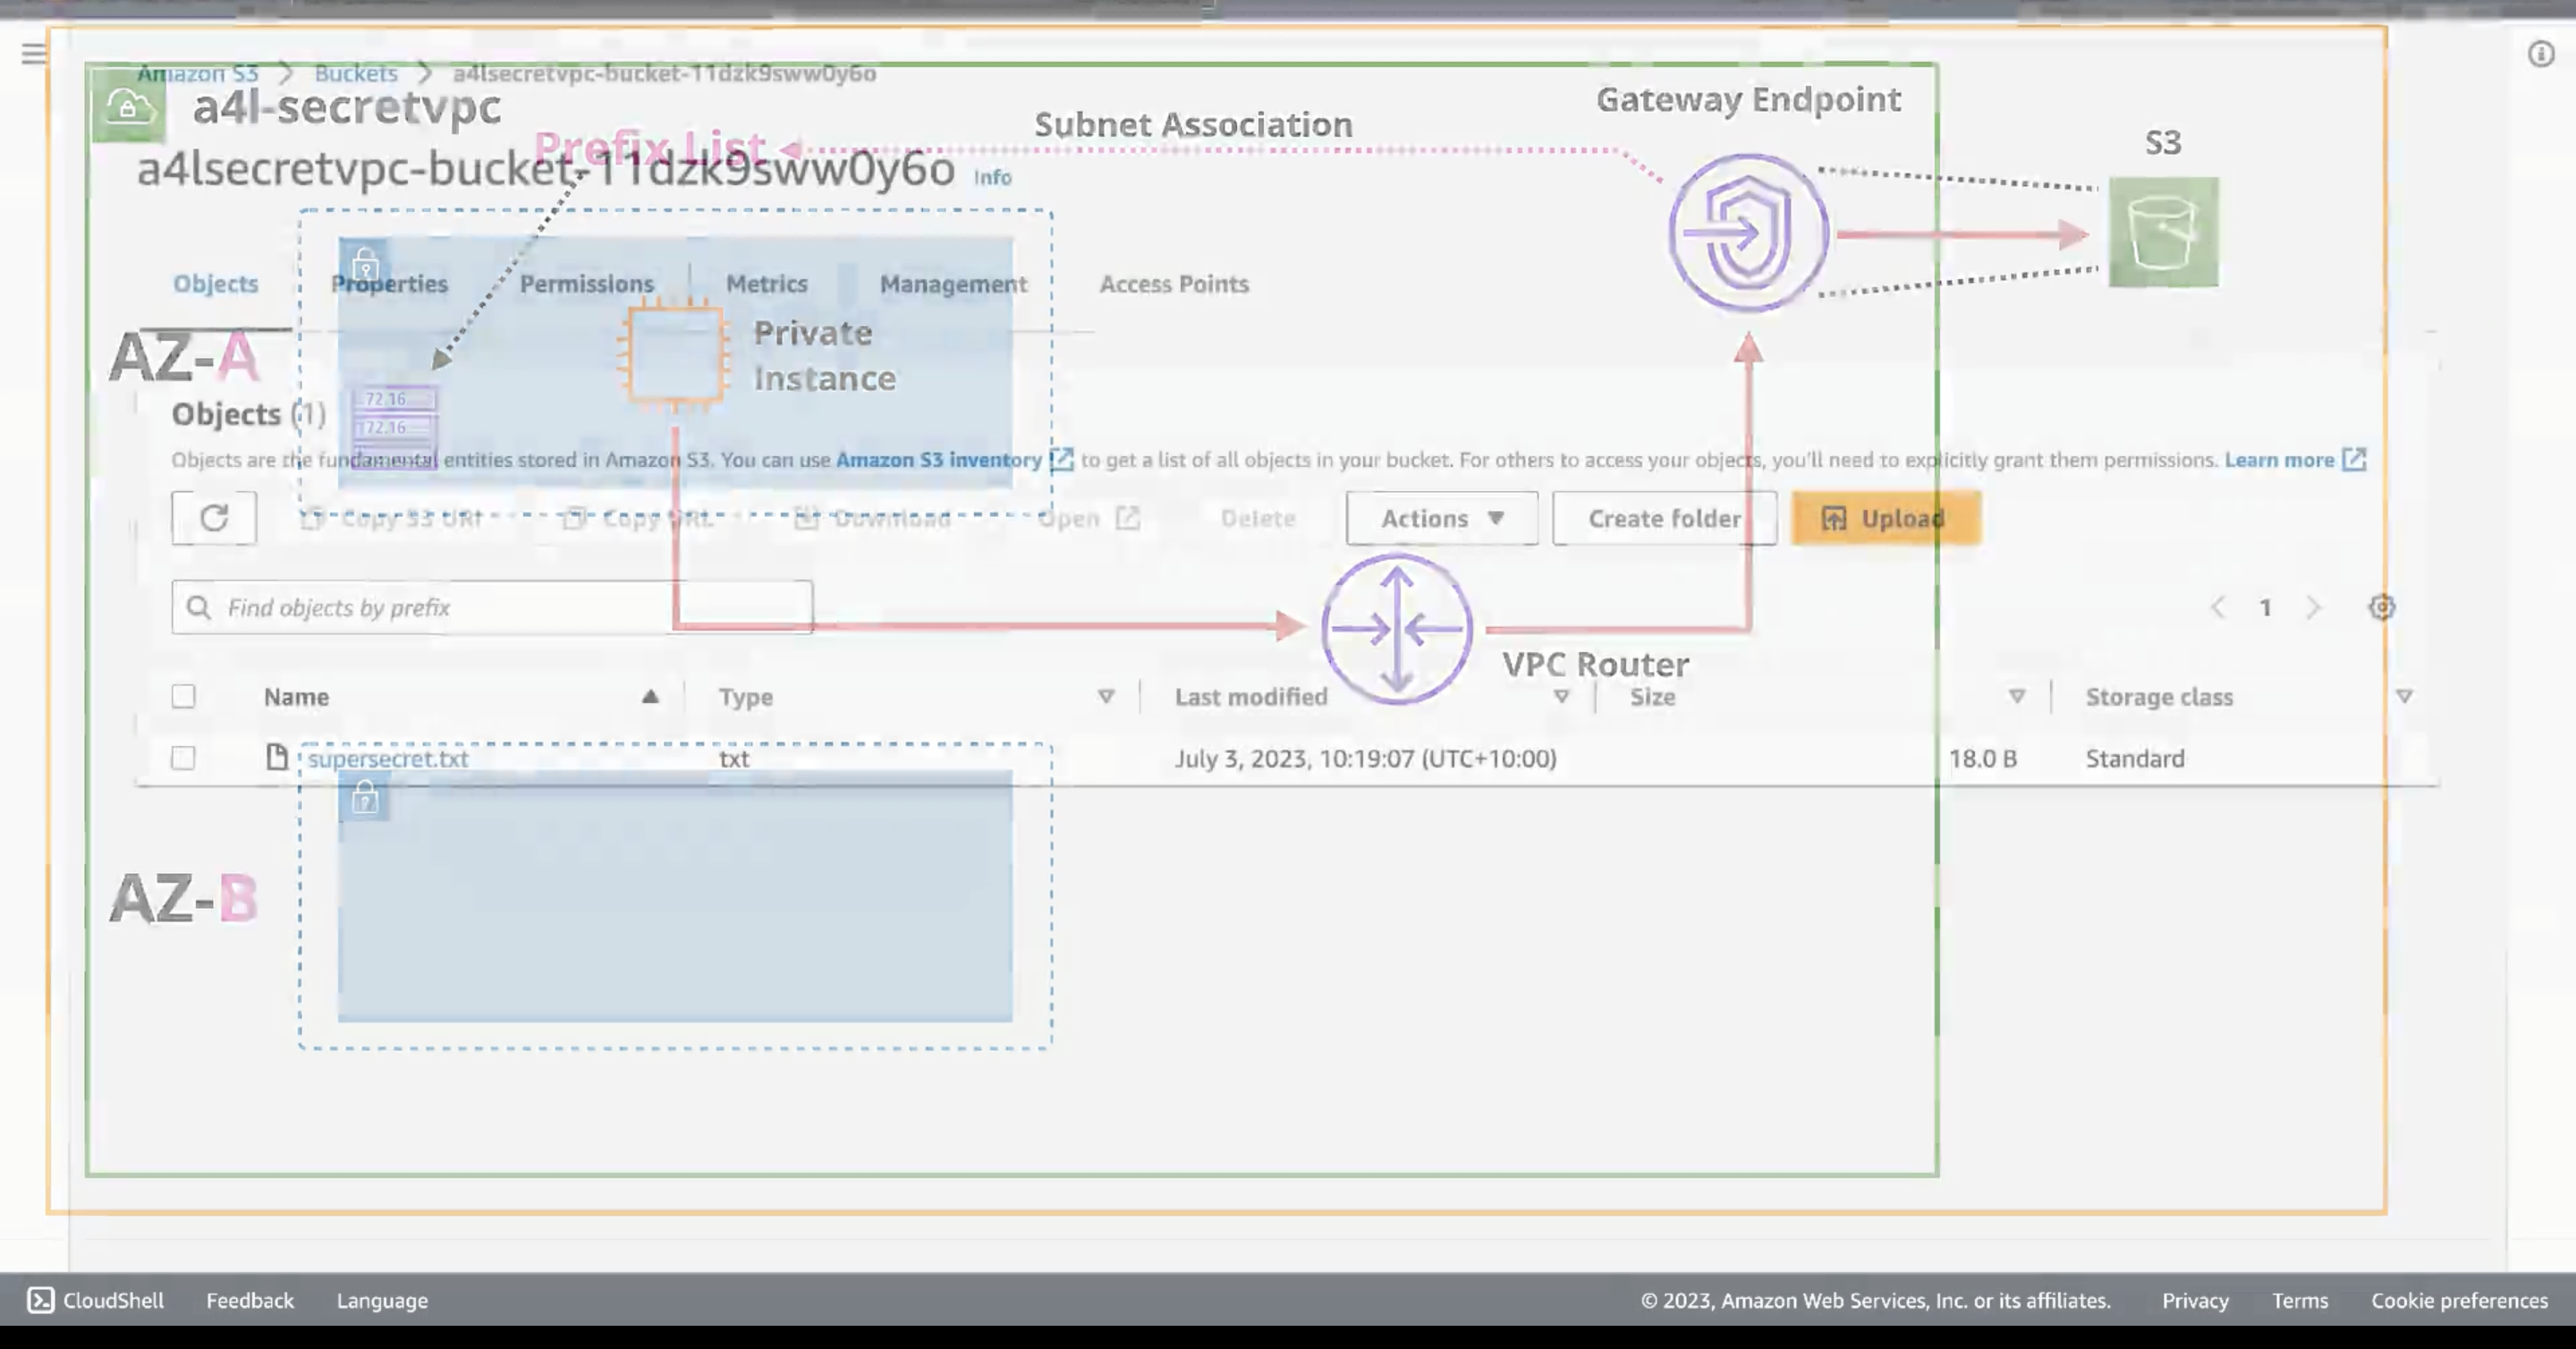 Amazon S3 > Buckets > a4lsecretvpc-bucket-11dzk9sww0y6o
a4l-secretvpc
Gateway Endpoint
Subnet Association
S3
Prefix List
a4lsecretvpc-bucket-11dzk9sww0y6o Info
Objects Properties Permissions Metrics Management Access Points
AZ-A
Private
Instance
Objects (1)
72.16
172.16
Objects are the fundamental entities stored in Amazon S3. You can use Amazon S3 inventory to get a list of all objects in your bucket. For others to access your objects, you'll need to explicitly grant them permissions. Learn more
Copy S3 URI Copy URL Download Open Delete Actions Create folder Upload
Find objects by prefix
1
VPC Router
Name Type Last modified Size Storage class
supersecret.txt txt July 3, 2023, 10:19:07 (UTC+10:00) 18.0 B Standard
AZ-B
CloudShell Feedback Language © 2023, Amazon Web Services, Inc. or its affiliates. Privacy Terms Cookie preferences